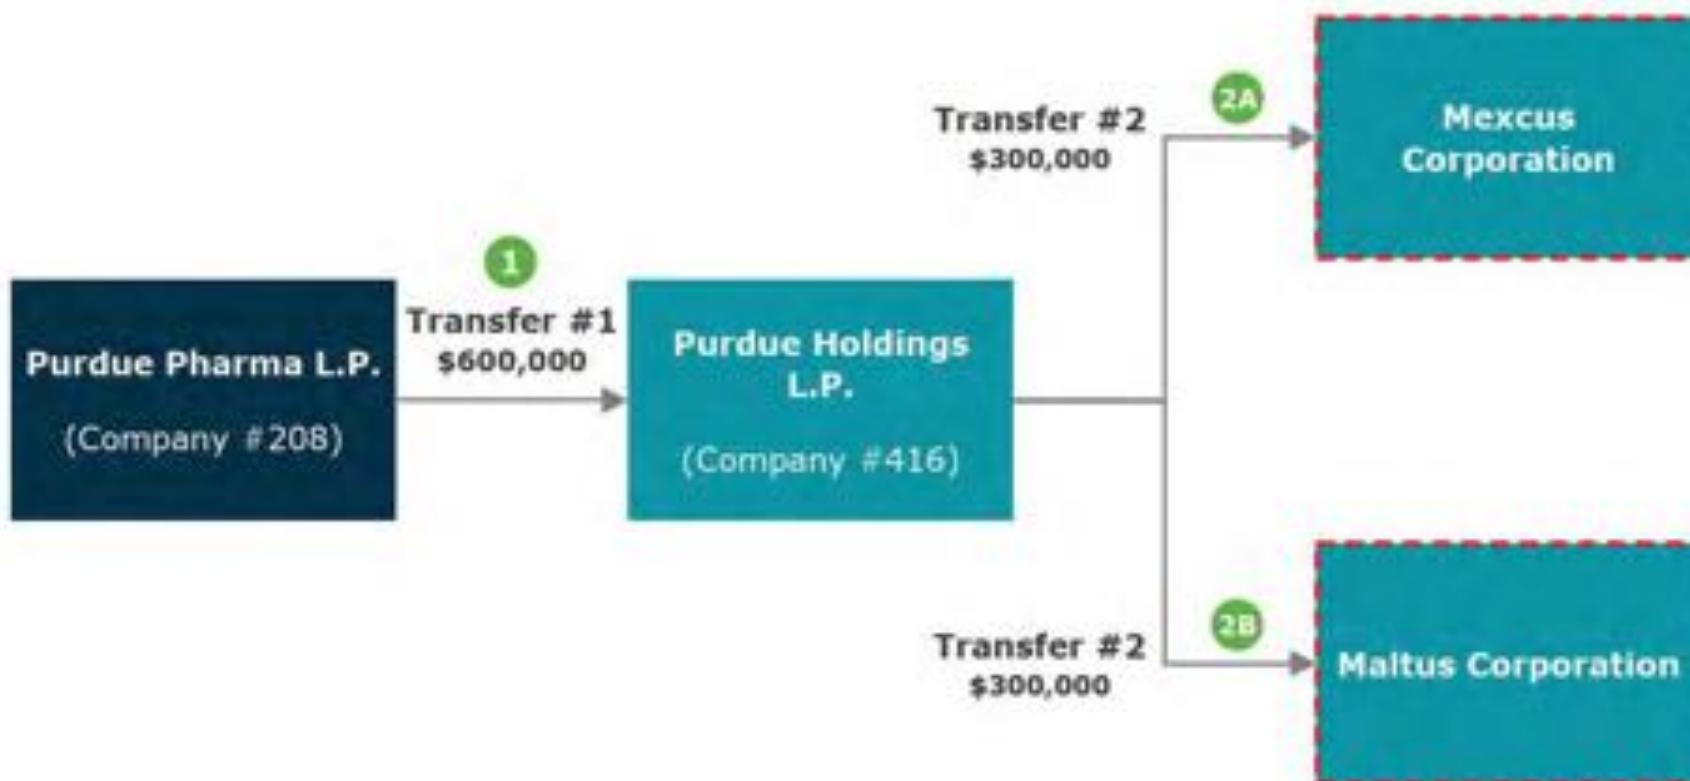 Purdue Pharma L.P.
(Company #208)
1
Transfer #1
$600,000
Purdue Holdings
L.P.
(Company #416)
Transfer #2
$300,000
2A
Mexcus
Corporation
Transfer #2
$300,000
2B
Maltus Corporation